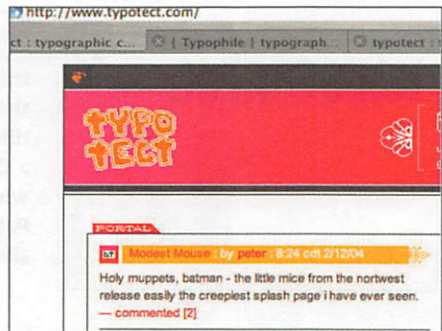 http://www.typotect.com/
ct : typographic c... { Typophile } typograph... typotect :
TYPO
TECT
PORTAL
Modest Mouse : by peter : 8:24 cdt 2/12/04
Holy muppets, batman - the little mice from the nortwest
release easily the creepiest splash page i have ever seen.
— commented [2]